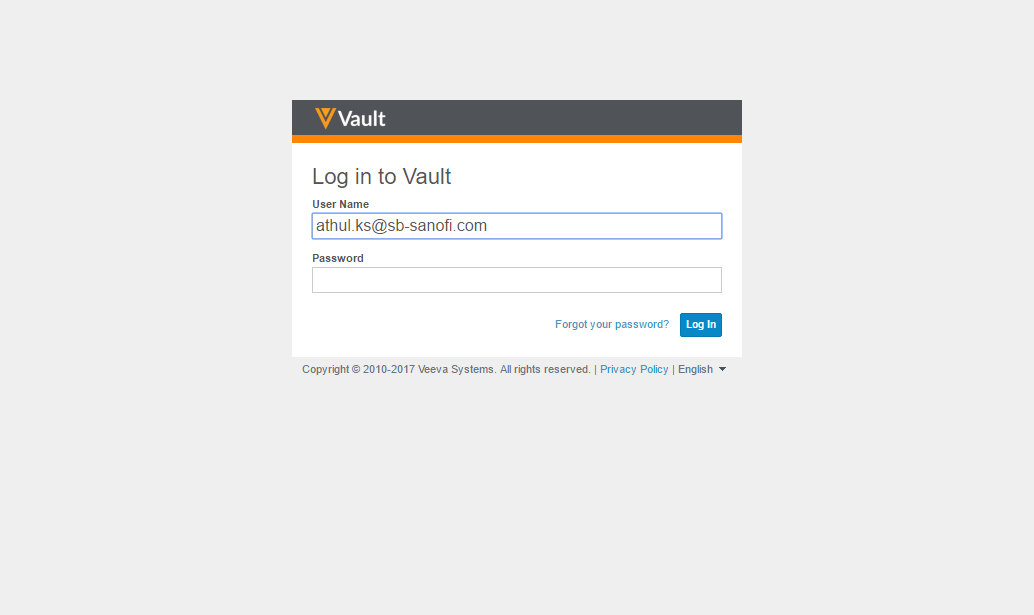 Vault
Log in to Vault
User Name
athul.ks@sb-sanofi.com
Password
Forgot your password? Log In
Copyright © 2010-2017 Veeva Systems. All rights reserved. | Privacy Policy | English